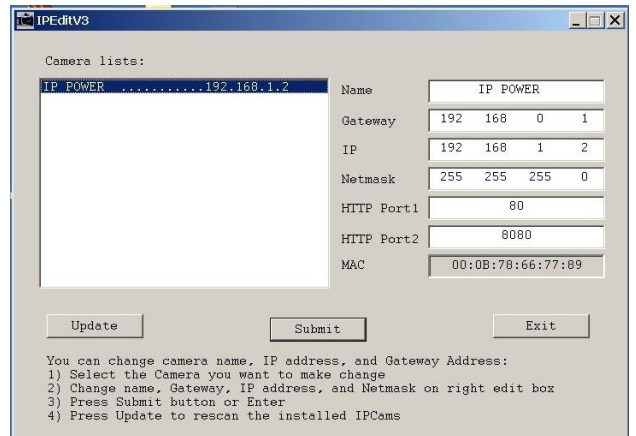 IPEditV3
Camera lists:
IP POWER ...........192.168.1.2
Name IP POWER
Gateway 192 168 0 1
IP 192 168 1 2
Netmask 255 255 255 0
HTTP Port1 80
HTTP Port2 8080
MAC 00:0B:78:66:77:89
Update Submit Exit
You can change camera name, IP address, and Gateway Address:
1) Select the Camera you want to make change
2) Change name, Gateway, IP address, and Netmask on right edit box
3) Press Submit button or Enter
4) Press Update to rescan the installed IPCams